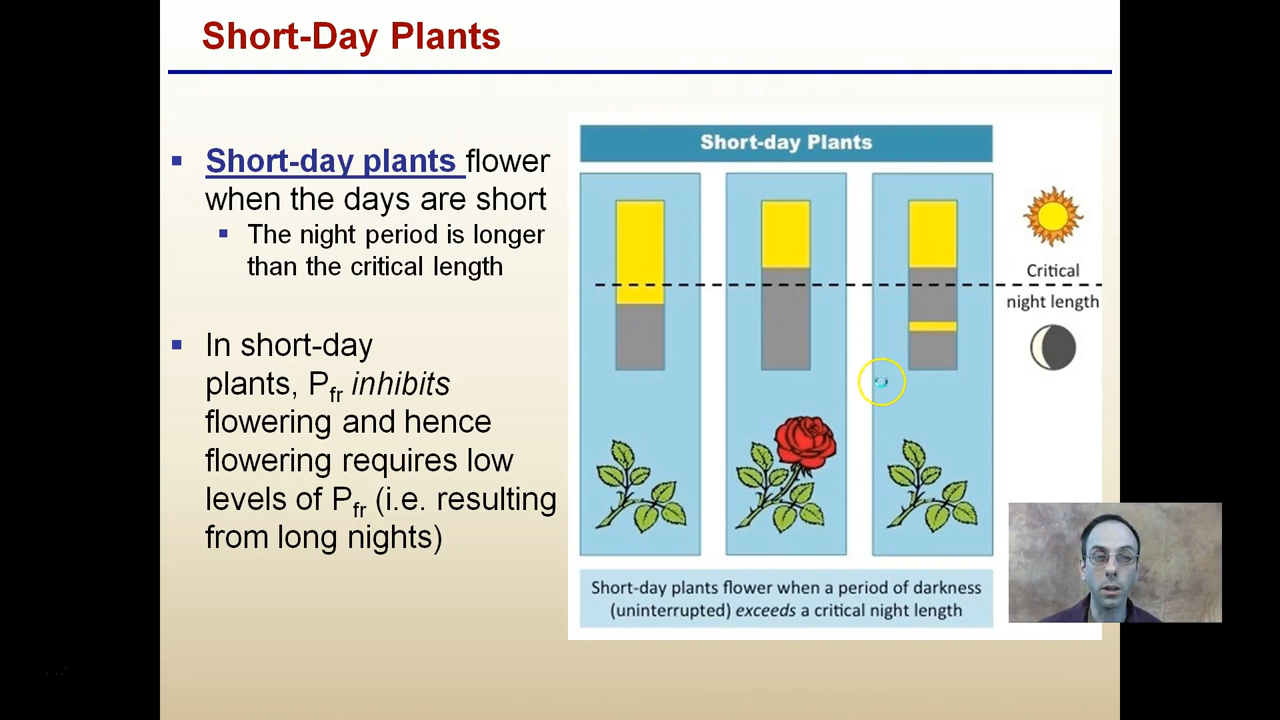 Short-Day Plants
Short-day plants flower
when the days are short
The night period is longer
than the critical length
In short-day
plants, Pfr inhibits
flowering and hence
flowering requires low
levels of Pfr (i.e. resulting
from long nights)
Short-day Plants
Critical
night length
Short-day plants flower when a period of darkness
(uninterrupted) exceeds a critical night length